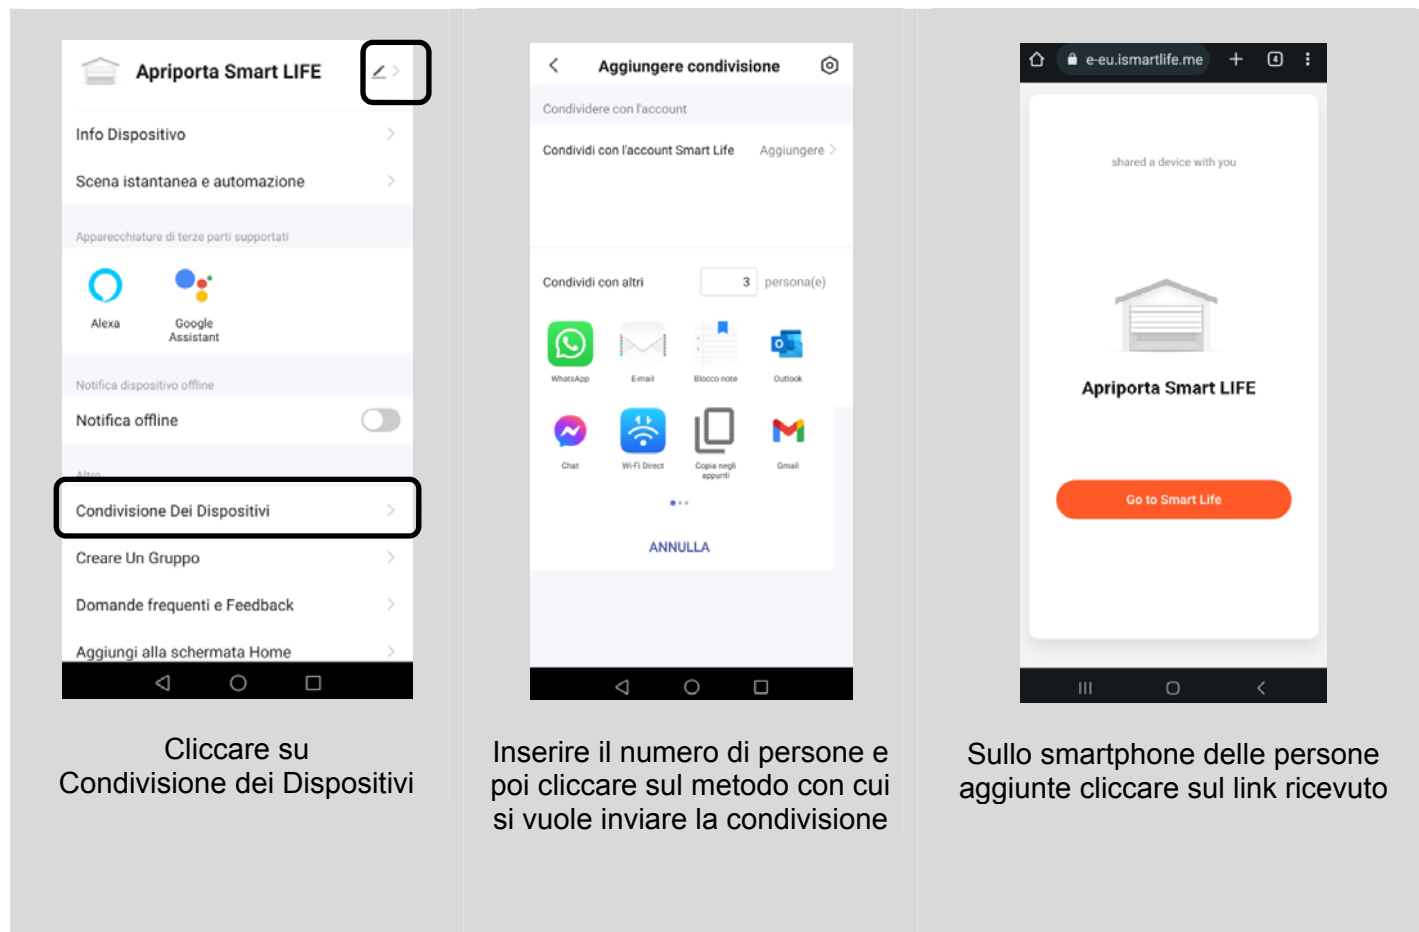 Apriporta Smart LIFE
Info Dispositivo
Scena istantanea e automazione
Apparecchiature di terze parti supportati
Alexa
Google
Assistant
Notifica dispositivo offline
Notifica offline
Altro
Condivisione Dei Dispositivi
Creare Un Gruppo
Domande frequenti e Feedback
Aggiungi alla schermata Home
Cliccare su
Condivisione dei Dispositivi
Aggiungere condivisione
Condividere con l'account
Condividi con l'account Smart Life Aggiungere
Condividi con altri 3 persona(e)
WhatsApp E-mail Blocco note Outlook
Chat Wi-Fi Direct Copia negli appunti Gmail
ANNULLA
Inserire il numero di persone e
poi cliccare sul metodo con cui
si vuole inviare la condivisione
e-eu.ismartlife.me 4
shared a device with you
Apriporta Smart LIFE
Go to Smart Life
Sullo smartphone delle persone
aggiunte cliccare sul link ricevuto